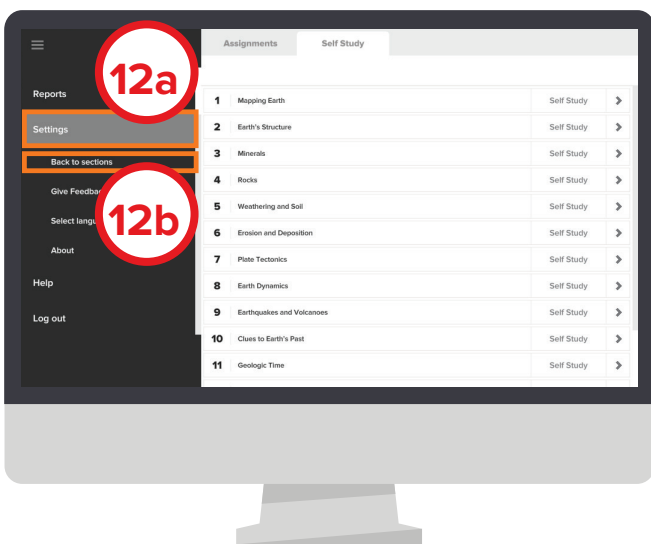 Assignments Self Study
12a
Reports
Settings
Back to sections
Give
12b
Select
About
Help
Log out
1 Mapping Earth Self Study
2 Earth's Structure Self Study
3 Minerals Self Study
4 Rocks Self Study
5 Weathering and Soil Self Study
6 Erosion and Deposition Self Study
7 Plate Tectonics Self Study
8 Earth Dynamics Self Study
9 Earthquakes and Volcanoes Self Study
10 Clues to Earth's Past Self Study
11 Geologic Time Self Study